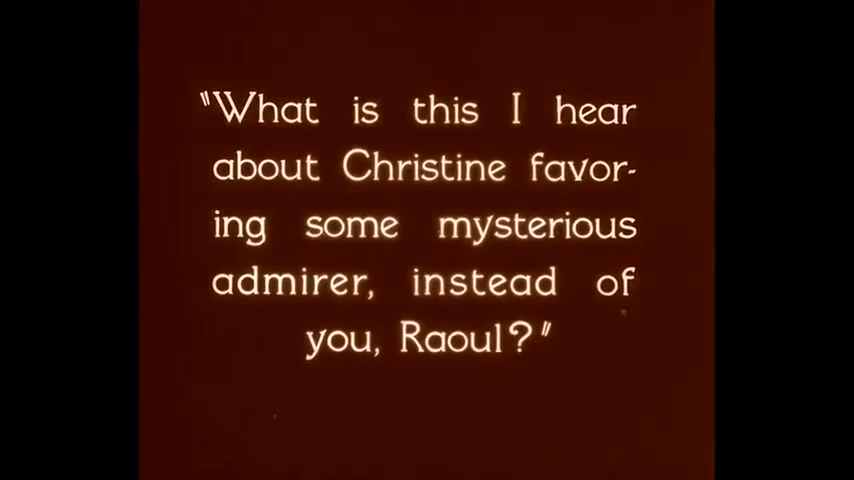 "What is this I hear
about Christine favor-
ing some mysterious
admirer, instead of
you, Raoul?"